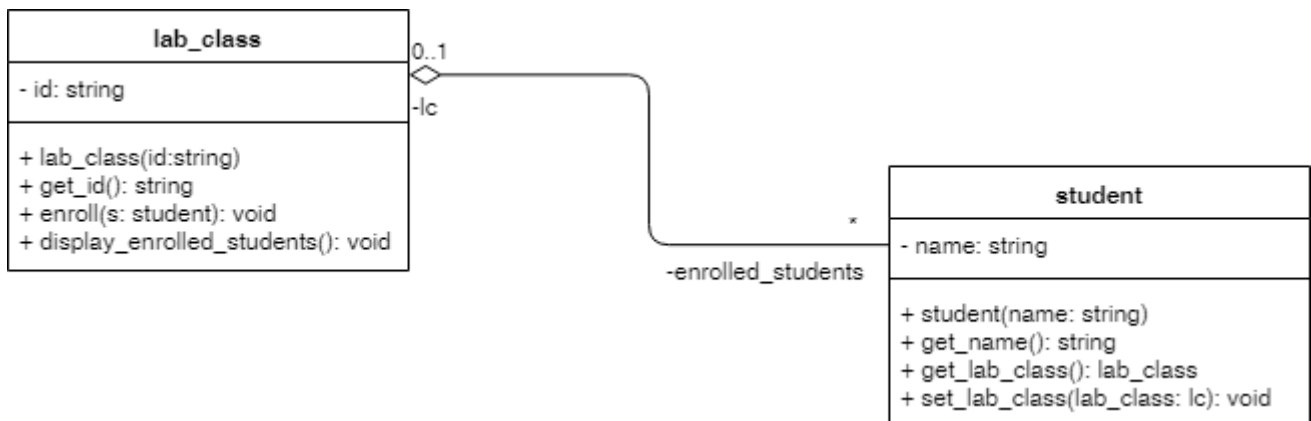 lab_class
- id: string
+ lab_class(id:string)
+ get_id(): string
+ enroll(s: student): void
+ display_enrolled_students(): void
0..1
-lc
*
-enrolled_students
student
- name: string
+ student(name: string)
+ get_name(): string
+ get_lab_class(): lab_class
+ set_lab_class(lab_class: lc): void